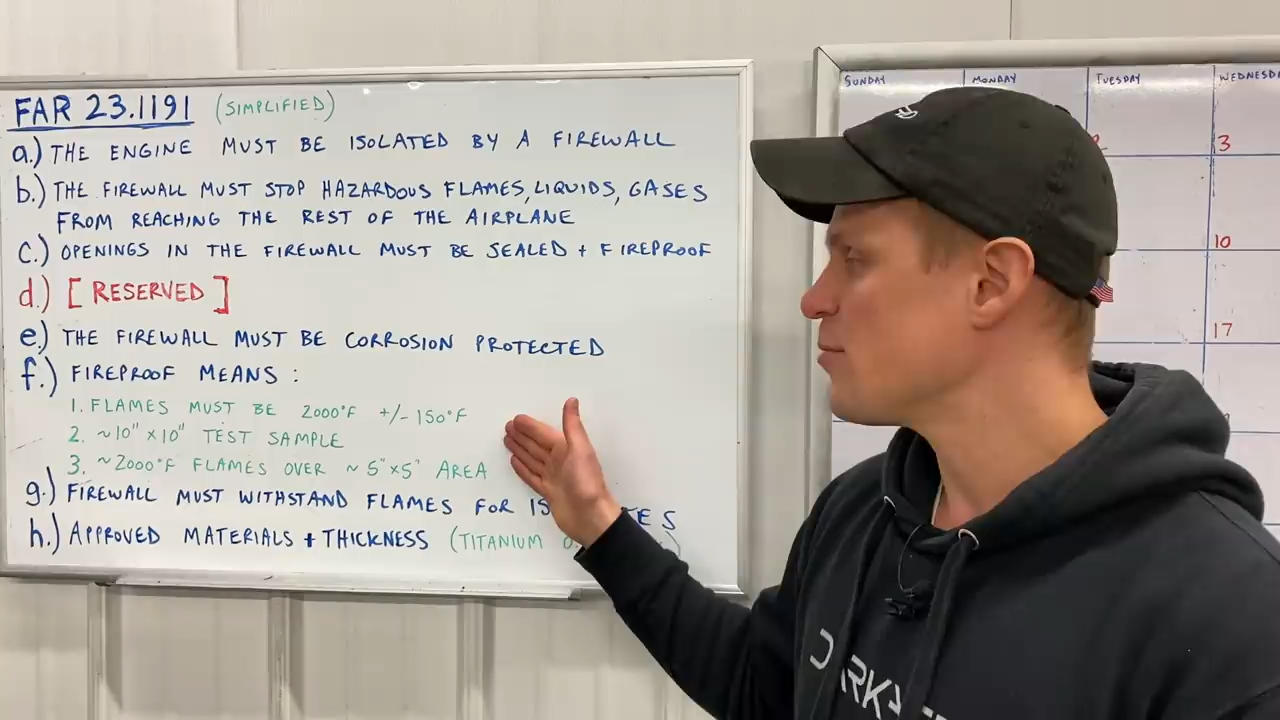 FAR 23.1191 (SIMPLIFIED)
a.) THE ENGINE MUST BE ISOLATED BY A FIREWALL
b.) THE FIREWALL MUST STOP HAZARDOUS FLAMES, LIQUIDS, GASES
FROM REACHING THE REST OF THE AIRPLANE
c.) OPENINGS IN THE FIREWALL MUST BE SEALED + FIREPROOF
d.) [RESERVED]
e.) THE FIREWALL MUST BE CORROSION PROTECTED
f.) FIREPROOF MEANS :
1. FLAMES MUST BE 2000°F +/- 150°F
2. ~10" x 10" TEST SAMPLE
3. ~2000°F FLAMES OVER ~ 5" x 5" AREA
g.) FIREWALL MUST WITHSTAND FLAMES FOR
h.) APPROVED MATERIALS + THICKNESS (TITANIUM
SUNDAY MONDAY TUESDAY WEDNESDA
3
10
17